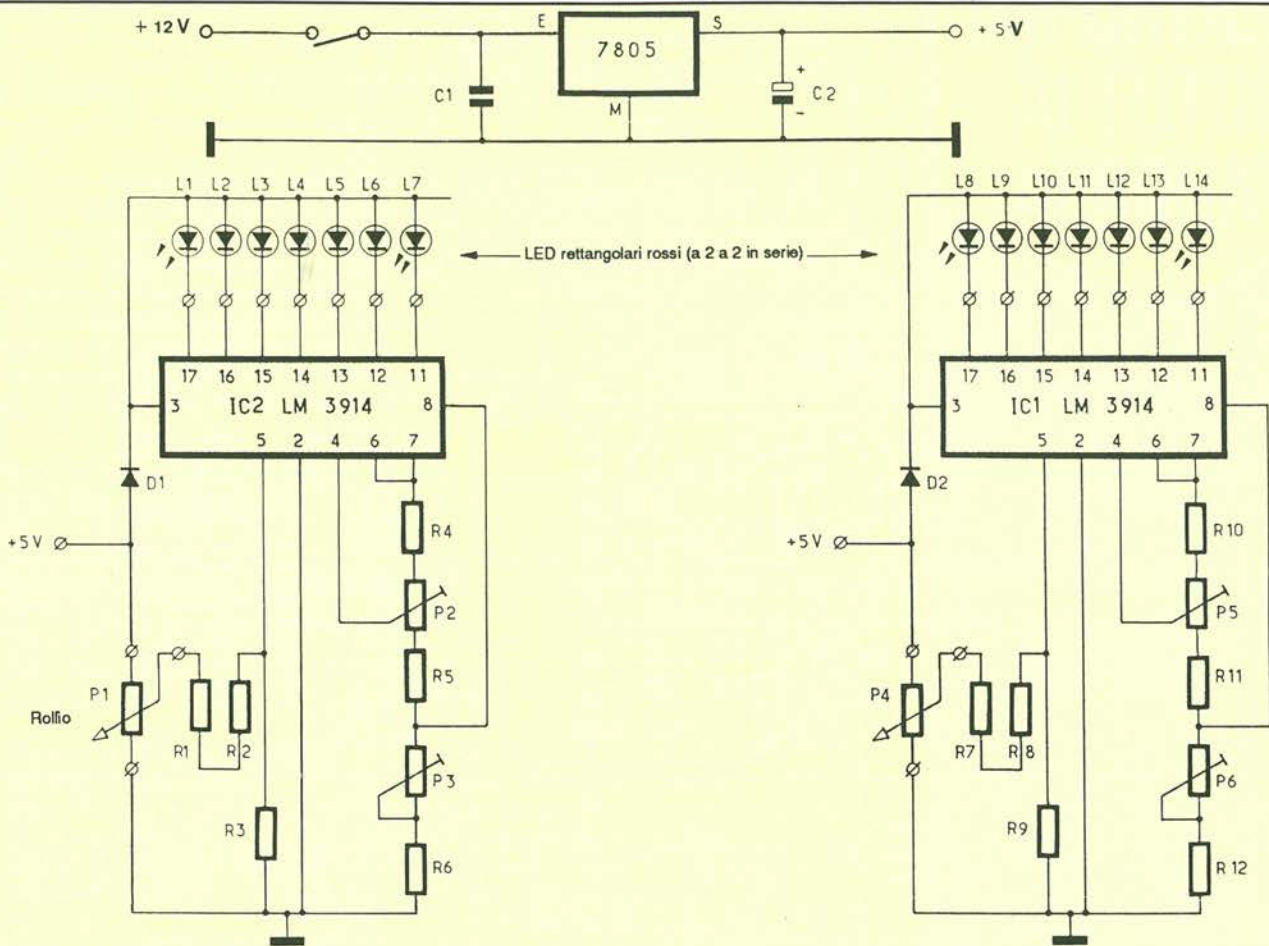 + 12 V
E
7805
S
+ 5 V
C1
M
+
C2
-
L1 L2 L3 L4 L5 L6 L7
L8 L9 L10 L11 L12 L13 L14
LED rettangolari rossi (a 2 a 2 in serie)
17 16 15 14 13 12 11
3 IC2 LM 3914 8
5 2 4 6 7
17 16 15 14 13 12 11
3 IC1 LM 3914 8
5 2 4 6 7
D1
R4
+5V
P2
R5
P1
Rollio
R1 R2
P3
R3
R6
D2
R10
+5V
P5
R11
P4
R7 R8
P6
R9
R12